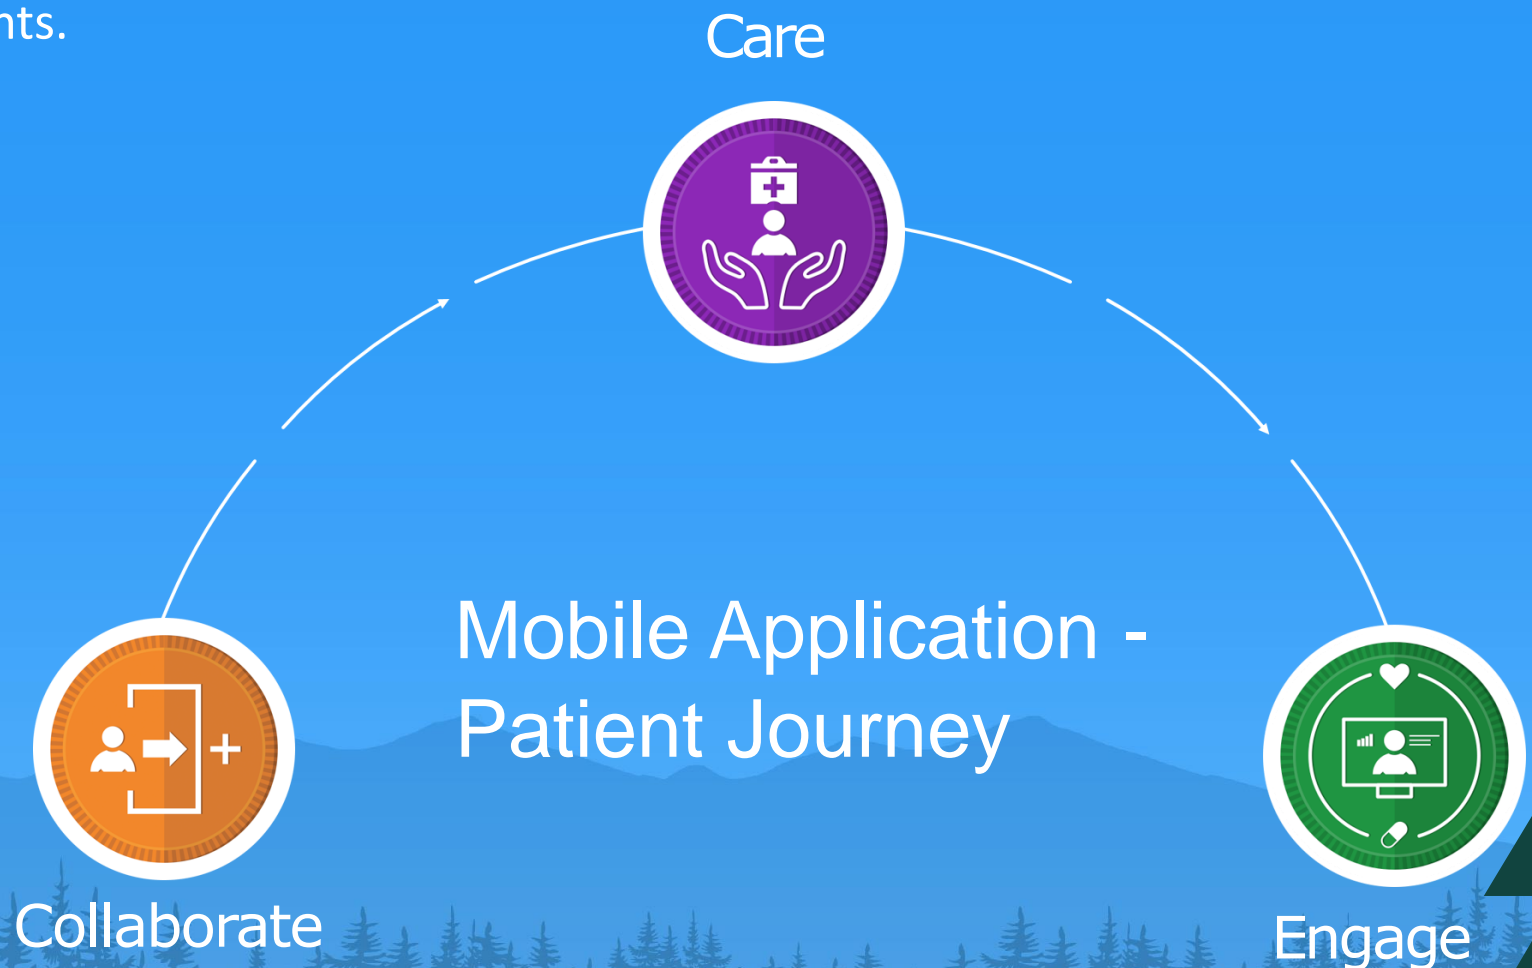 nts.
Care
Mobile Application -
Patient Journey
Collaborate
Engage